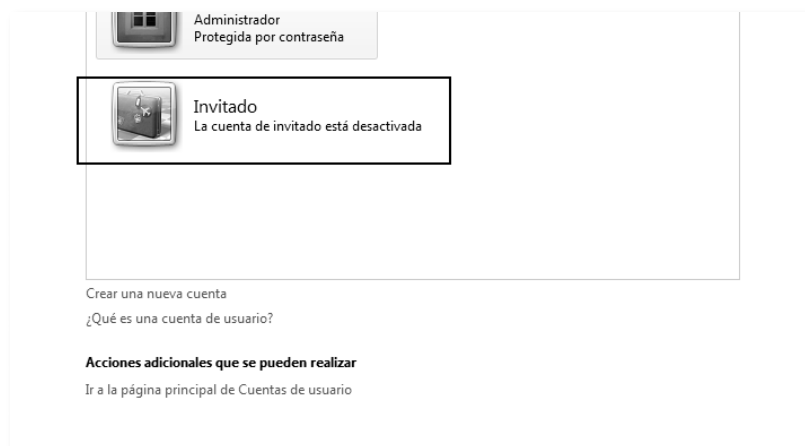 Administrador
Protegida por contraseña
Invitado
La cuenta de invitado está desactivada
Crear una nueva cuenta
¿Qué es una cuenta de usuario?
Acciones adicionales que se pueden realizar
Ir a la página principal de Cuentas de usuario